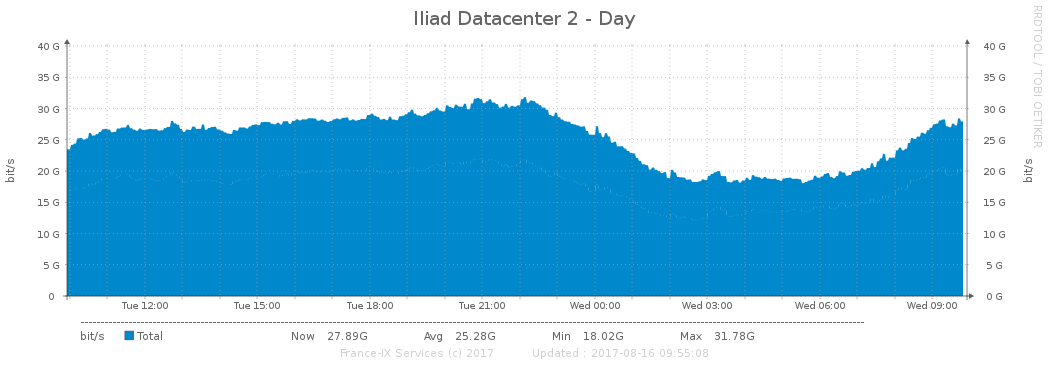 Iliad Datacenter 2 - Day
RRDTOOL / TOBI OETIKER
40 G 40 G
35 G 35 G
30 G 30 G
25 G 25 G
20 G 20 G
15 G 15 G
10 G 10 G
5 G 5 G
0 0 G
bit/s
bit/s
Tue 12:00 Tue 15:00 Tue 18:00 Tue 21:00 Wed 00:00 Wed 03:00 Wed 06:00 Wed 09:00
bit/s Total Now 27.89G Avg 25.28G Min 18.02G Max 31.78G
France-IX Services (c) 2017 Updated : 2017-08-16 09:55:08